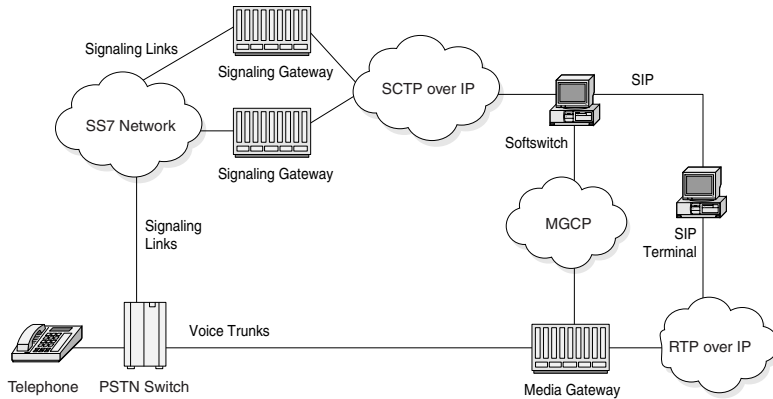 Signaling Links
Signaling Gateway
SCTP over IP
SIP
SS7 Network
Softswitch
Signaling Gateway
Signaling
Links
MGCP
SIP
Terminal
Voice Trunks
RTP over IP
Telephone
PSTN Switch
Media Gateway